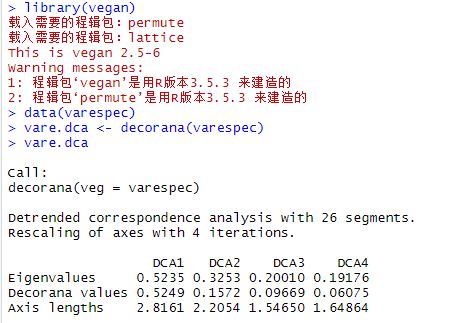 > library(vegan)
载入需要的程辑包：permute
载入需要的程辑包：lattice
This is vegan 2.5-6
Warning messages:
1: 程辑包‘vegan’是用R版本3.5.3 来建造的
2: 程辑包‘permute’是用R版本3.5.3 来建造的
> data(varespec)
> vare.dca <- decorana(varespec)
> vare.dca
Call:
decorana(veg = varespec)
Detrended correspondence analysis with 26 segments.
Rescaling of axes with 4 iterations.
DCA1 DCA2 DCA3 DCA4
Eigenvalues 0.5235 0.3253 0.20010 0.19176
Decorana values 0.5249 0.1572 0.09669 0.06075
Axis lengths 2.8161 2.2054 1.54650 1.64864